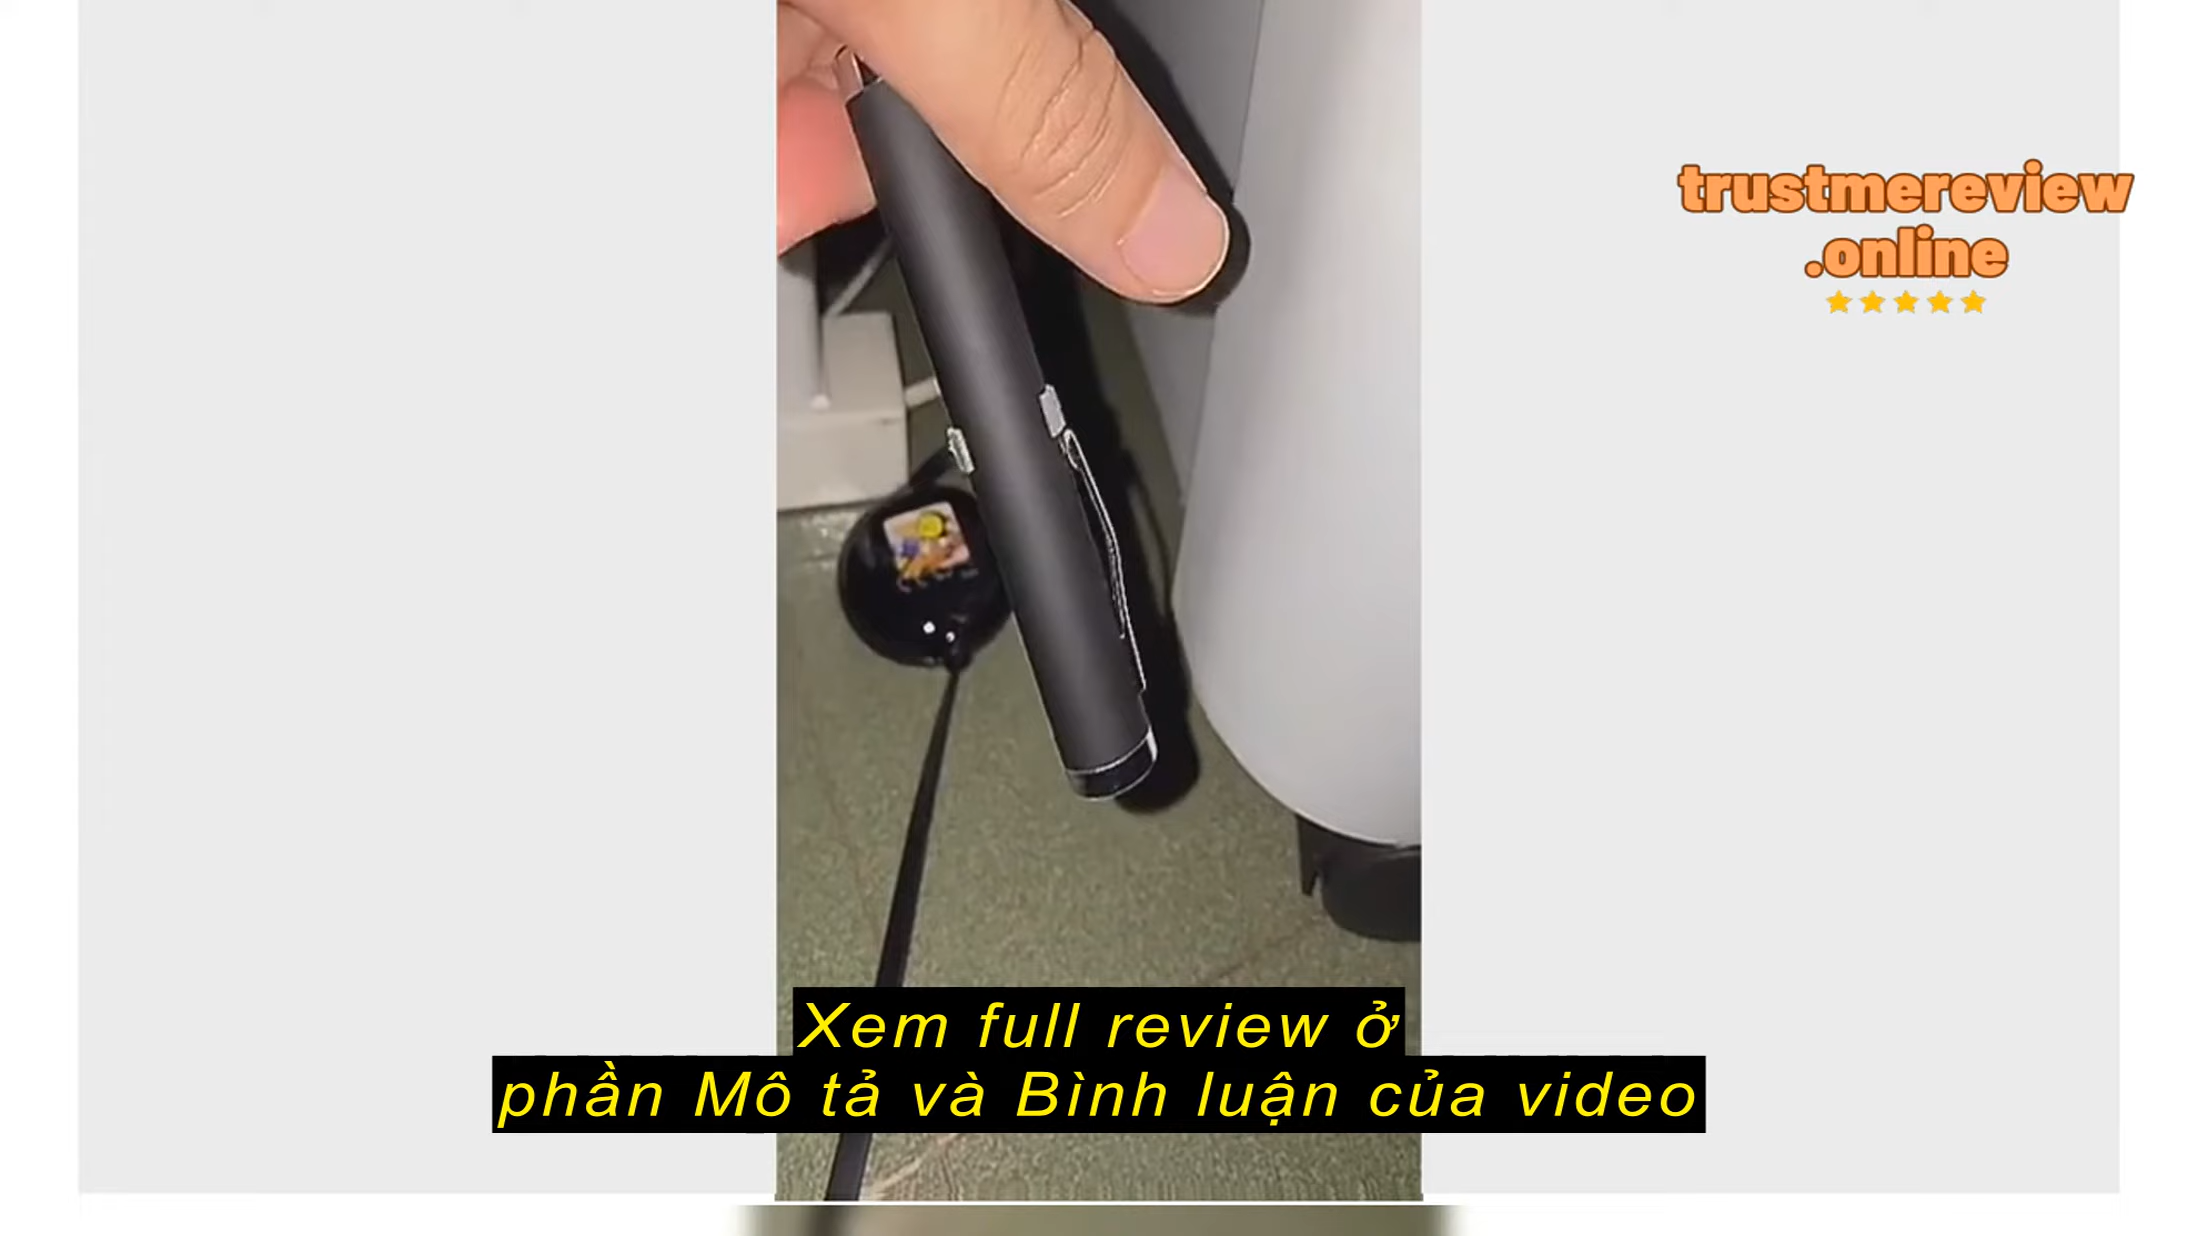 trustmereview
.online
Xem full review ở
phần Mô tả và Bình luận của video